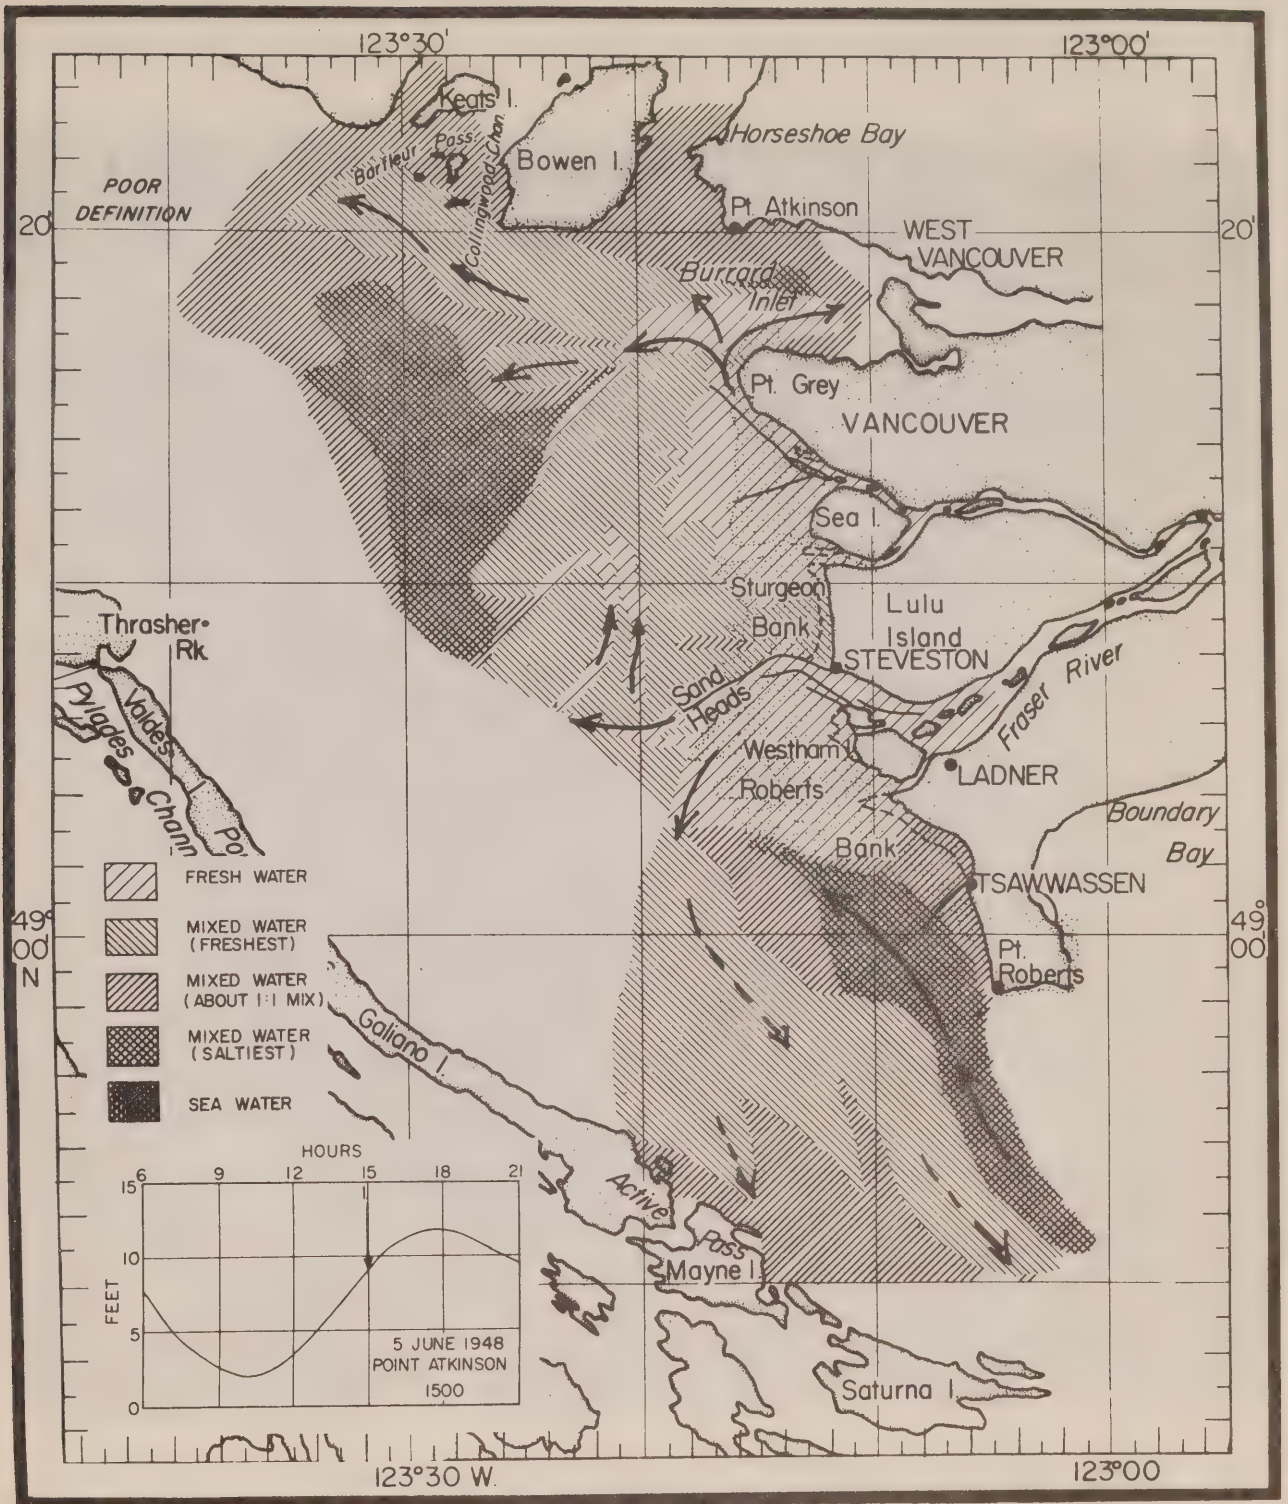 123°30'
123°00'
Keats I.
Barfleur Pass.
Collingwood Chan.
Bowen I.
Horseshoe Bay
POOR
DEFINITION
20'
Pt. Atkinson
20'
WEST
VANCOUVER
Burrard
Inlet
Pt. Grey
VANCOUVER
Sea I.
Sturgeon
Bank
Lulu
Island
Thrasher
Rk.
STEVESTON
Sand
Heads
Fraser River
Pylades
Chann
Valdes I.
Po
Westham I.
LADNER
Roberts
Bank
Boundary
Bay
TSAWWASSEN
49°
00'
N
49°
00'
Pt.
Roberts
FRESH WATER
MIXED WATER
(FRESHEST)
MIXED WATER
(ABOUT 1:1 MIX)
MIXED WATER
(SALTIEST)
SEA WATER
Galiano I.
Active
Pass
Mayne I.
Saturna I.
HOURS
6 9 12 15 18 21
15
10
5
0
FEET
5 JUNE 1948
POINT ATKINSON
1500
123°30 W.
123°00